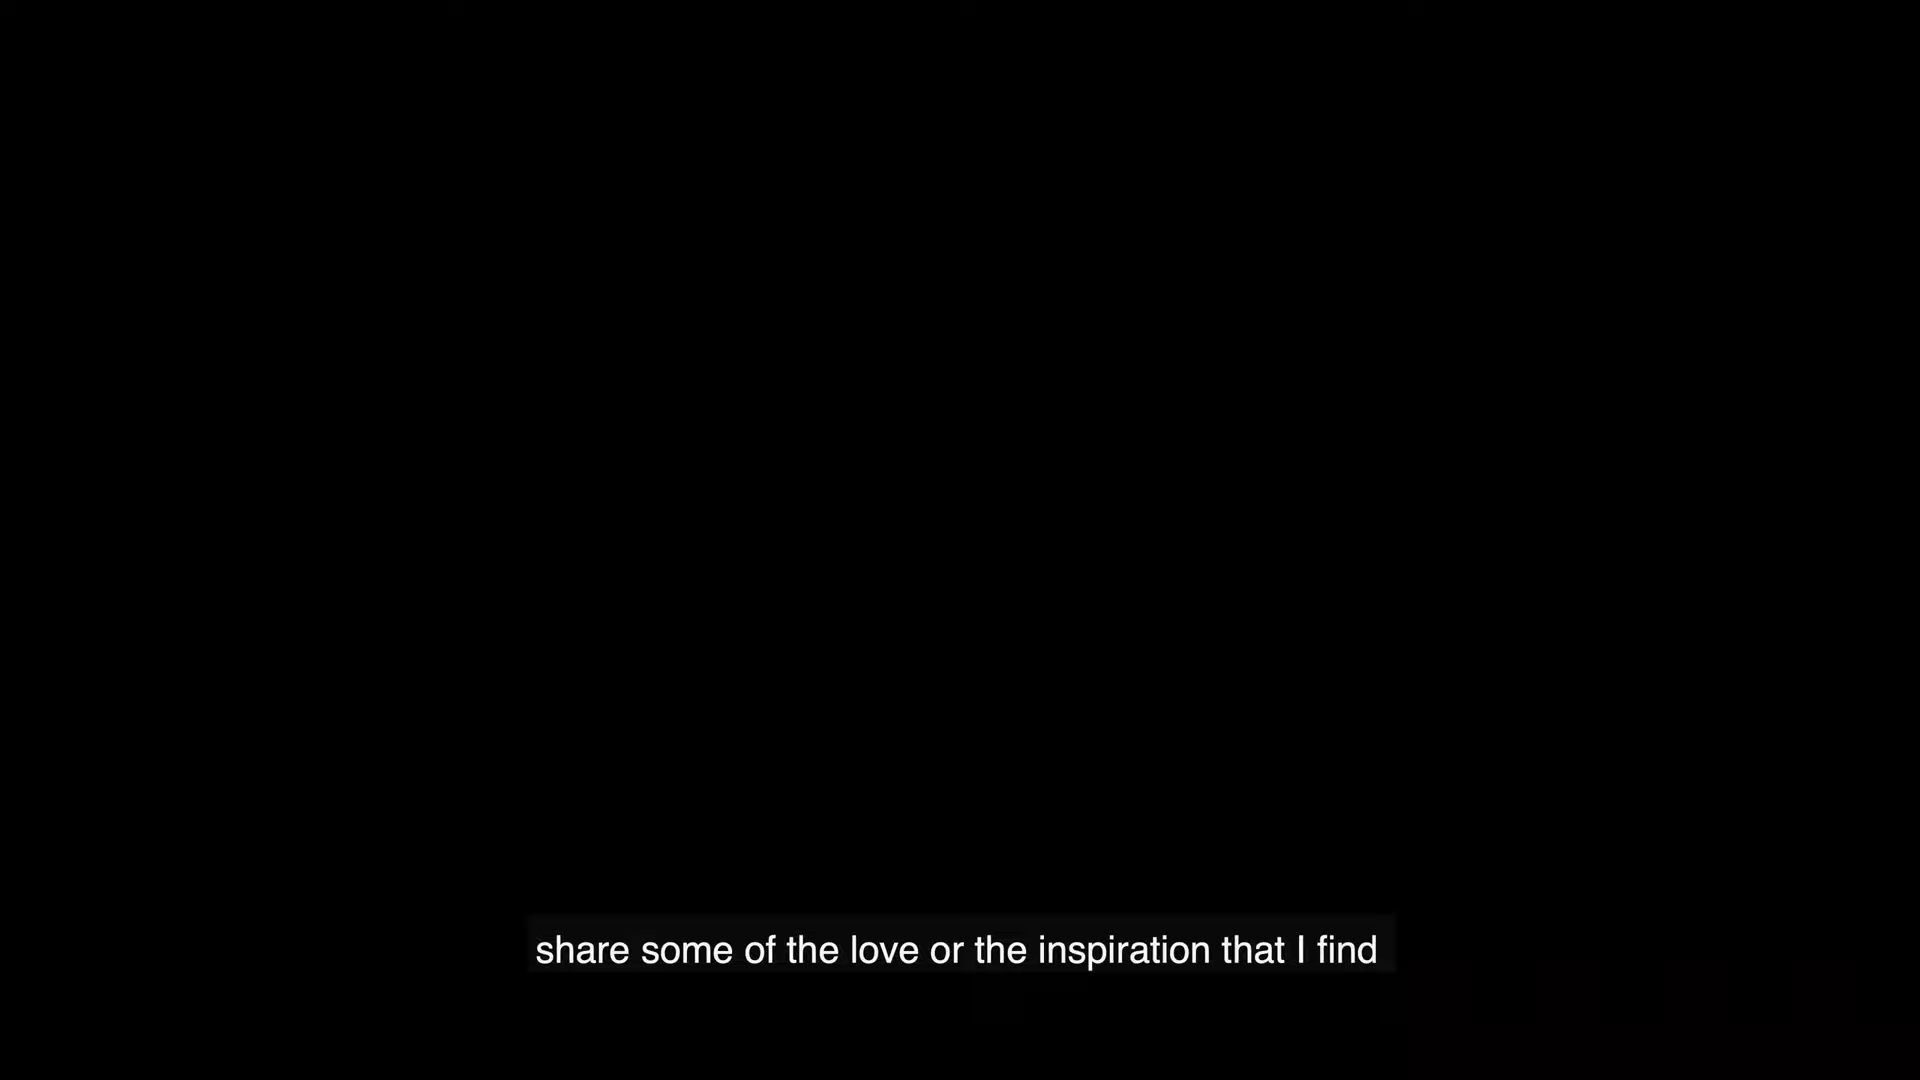 share some of the love or the inspiration that I find